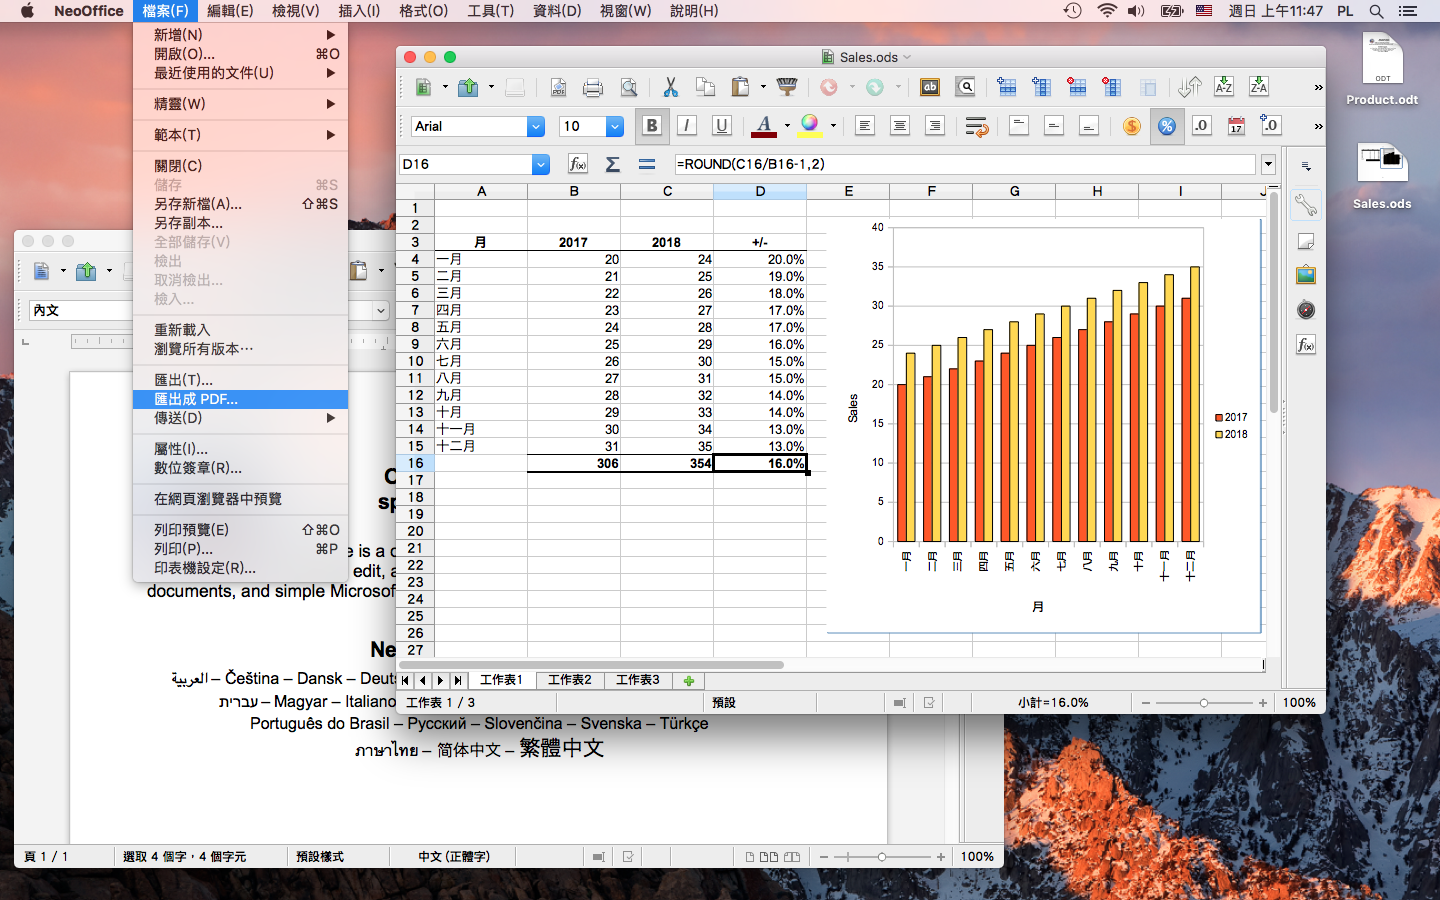 NeoOffice 檔案(F) 編輯(E) 檢視(V) 插入(I) 格式(O) 工具(T) 資料(D) 視窗(W) 說明(H) 週日 上午11:47 PL
新增(N)
開啟(O)... ⌘O
最近使用的文件(U)
精靈(W)
範本(T)
關閉(C)
儲存 ⌘S
另存新檔(A)... ⇧⌘S
另存副本...
全部儲存(V)
檢出
取消檢出...
檢入...
重新載入
瀏覽所有版本⋯
匯出(T)...
匯出成 PDF...
傳送(D)
屬性(I)...
數位簽章(R)...
在網頁瀏覽器中預覽
列印預覽(E) ⇧⌘O
列印(P)... ⌘P
印表機設定(R)...
Sales.ods
Arial 10 B I U
D16 =ROUND(C16/B16-1,2)
A B C D E F G H I J
1
2
3 月 2017 2018 +/-
4 一月 20 24 20.0%
5 二月 21 25 19.0%
6 三月 22 26 18.0%
7 四月 23 27 17.0%
8 五月 24 28 17.0%
9 六月 25 29 16.0%
10 七月 26 30 15.0%
11 八月 27 31 15.0%
12 九月 28 32 14.0%
13 十月 29 33 14.0%
14 十一月 30 34 13.0%
15 十二月 31 35 13.0%
16 306 354 16.0%
17
18
19
20
21
22
23
24
25
26
27
40
35
30
25
20
15
10
5
0
Sales
一月 二月 三月 四月 五月 六月 七月 八月 九月 十月 十一月 十二月
月
2017
2018
工作表1 工作表2 工作表3
工作表 1 / 3 預設 小計=16.0% 100%
ODT
Product.odt
Sales.ods
內文
e is a
edit, a
documents, and simple Microsof
Ne
العربية – Čeština – Dansk – Deuts
עברית – Magyar – Italiano
Português do Brasil – Русский – Slovenčina – Svenska – Türkçe
ภาษาไทย – 简体中文 – 繁體中文
頁 1 / 1 選取 4 個字，4 個字元 預設樣式 中文 (正體字) 100%